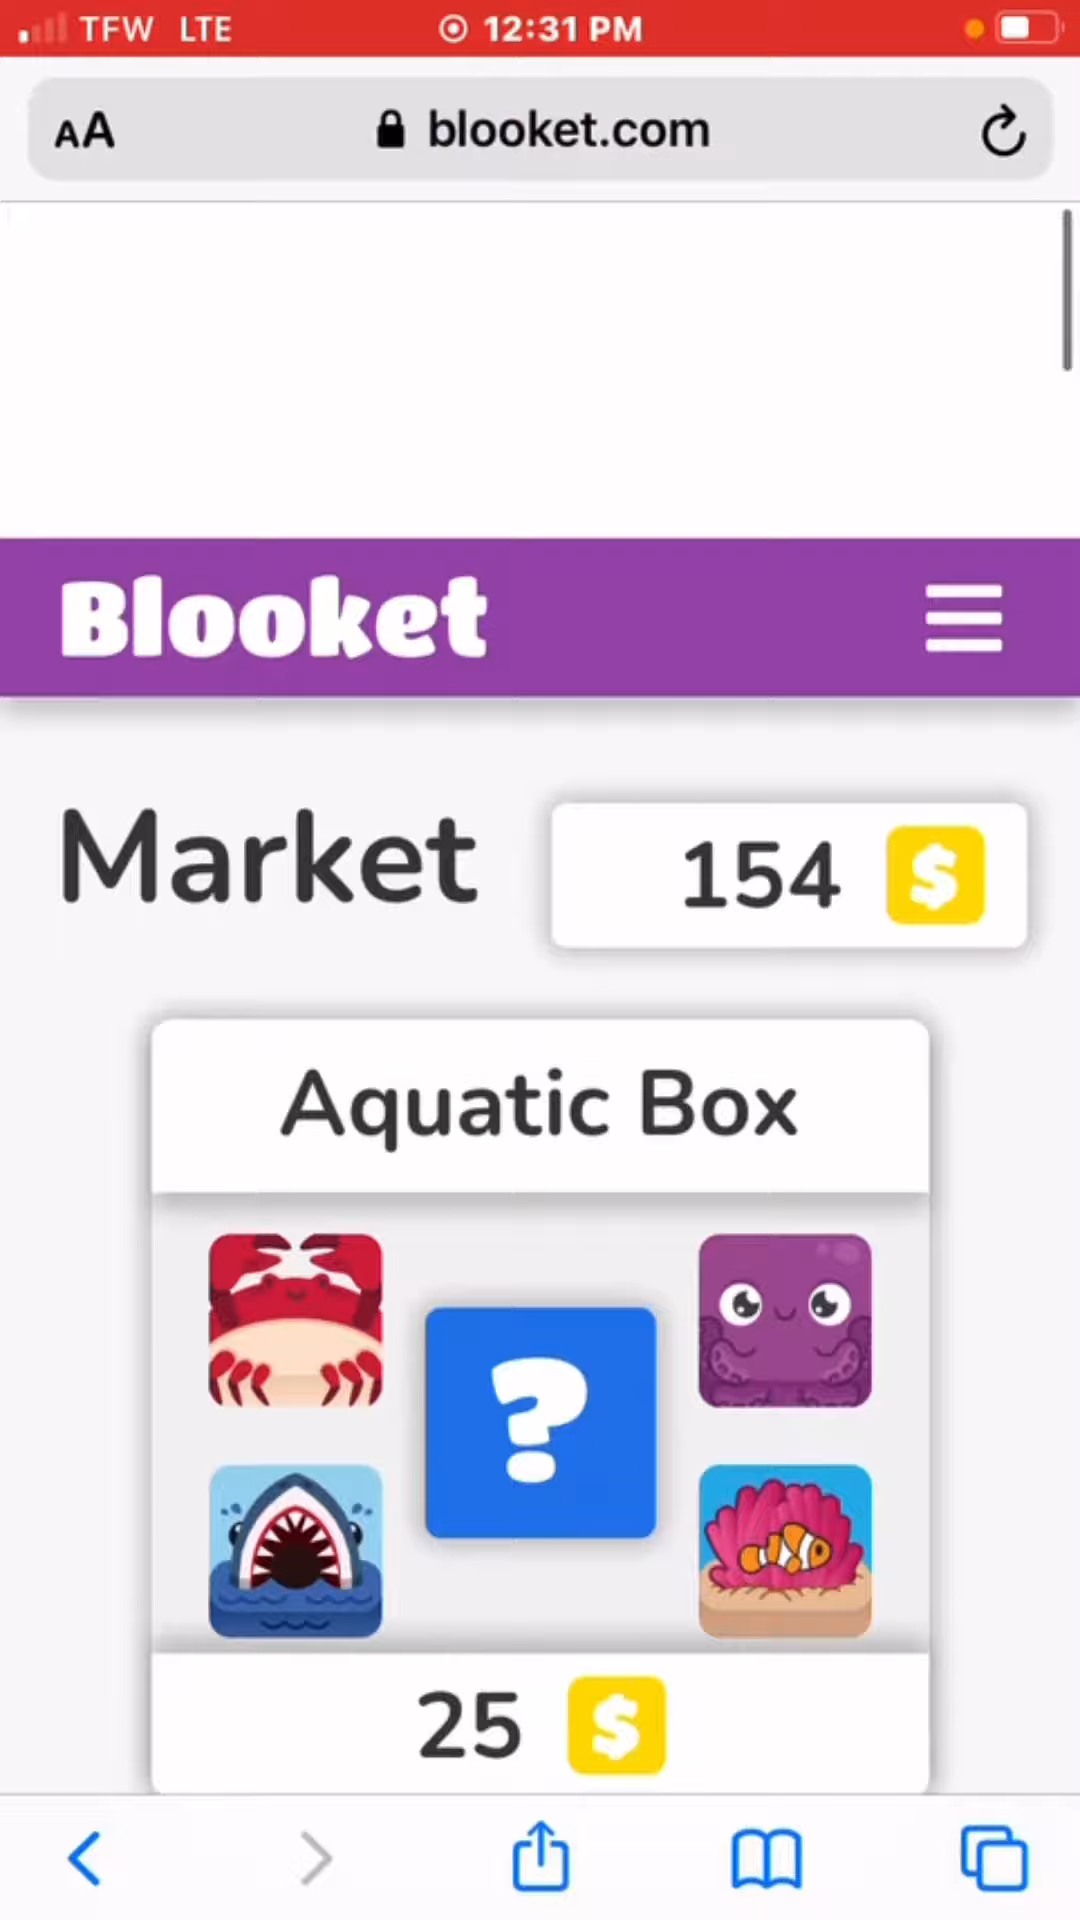 TFW LTE 12:31 PM
AA blooket.com
Blooket
Market 154 $
Aquatic Box
?
25 $